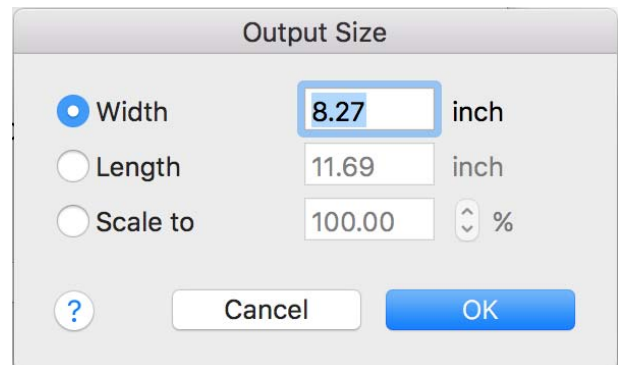 Output Size
Width 8.27 inch
Length 11.69 inch
Scale to 100.00 %
? Cancel OK